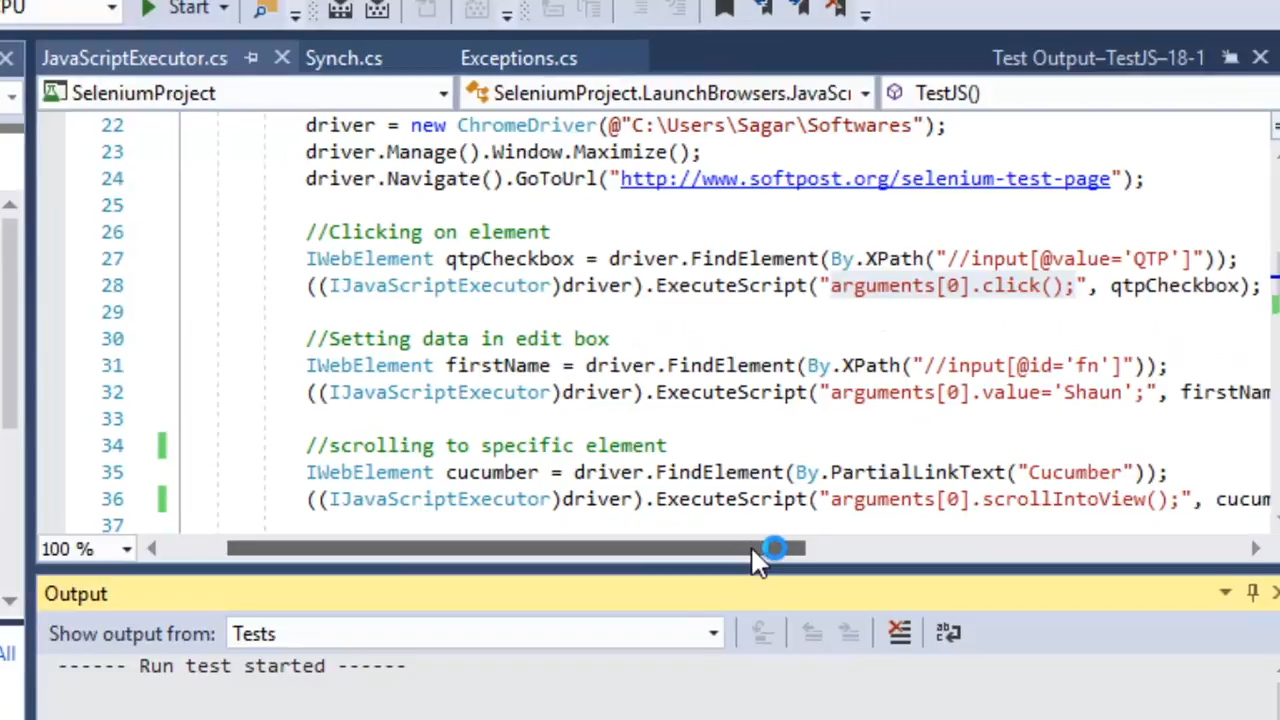 PU Start
JavaScriptExecutor.cs Synch.cs Exceptions.cs Test Output–TestJS–18-1
SeleniumProject SeleniumProject.LaunchBrowsers.JavaScr TestJS()
22 driver = new ChromeDriver(@"C:\Users\Sagar\Softwares");
23 driver.Manage().Window.Maximize();
24 driver.Navigate().GoToUrl("http://www.softpost.org/selenium-test-page");
25
26 //Clicking on element
27 IWebElement qtpCheckbox = driver.FindElement(By.XPath("//input[@value='QTP']"));
28 ((IJavaScriptExecutor)driver).ExecuteScript("arguments[0].click();", qtpCheckbox);
29
30 //Setting data in edit box
31 IWebElement firstName = driver.FindElement(By.XPath("//input[@id='fn']"));
32 ((IJavaScriptExecutor)driver).ExecuteScript("arguments[0].value='Shaun';", firstNam
33
34 //scrolling to specific element
35 IWebElement cucumber = driver.FindElement(By.PartialLinkText("Cucumber"));
36 ((IJavaScriptExecutor)driver).ExecuteScript("arguments[0].scrollIntoView();", cucum
37
100 %
Output
Show output from: Tests
All
------ Run test started ------